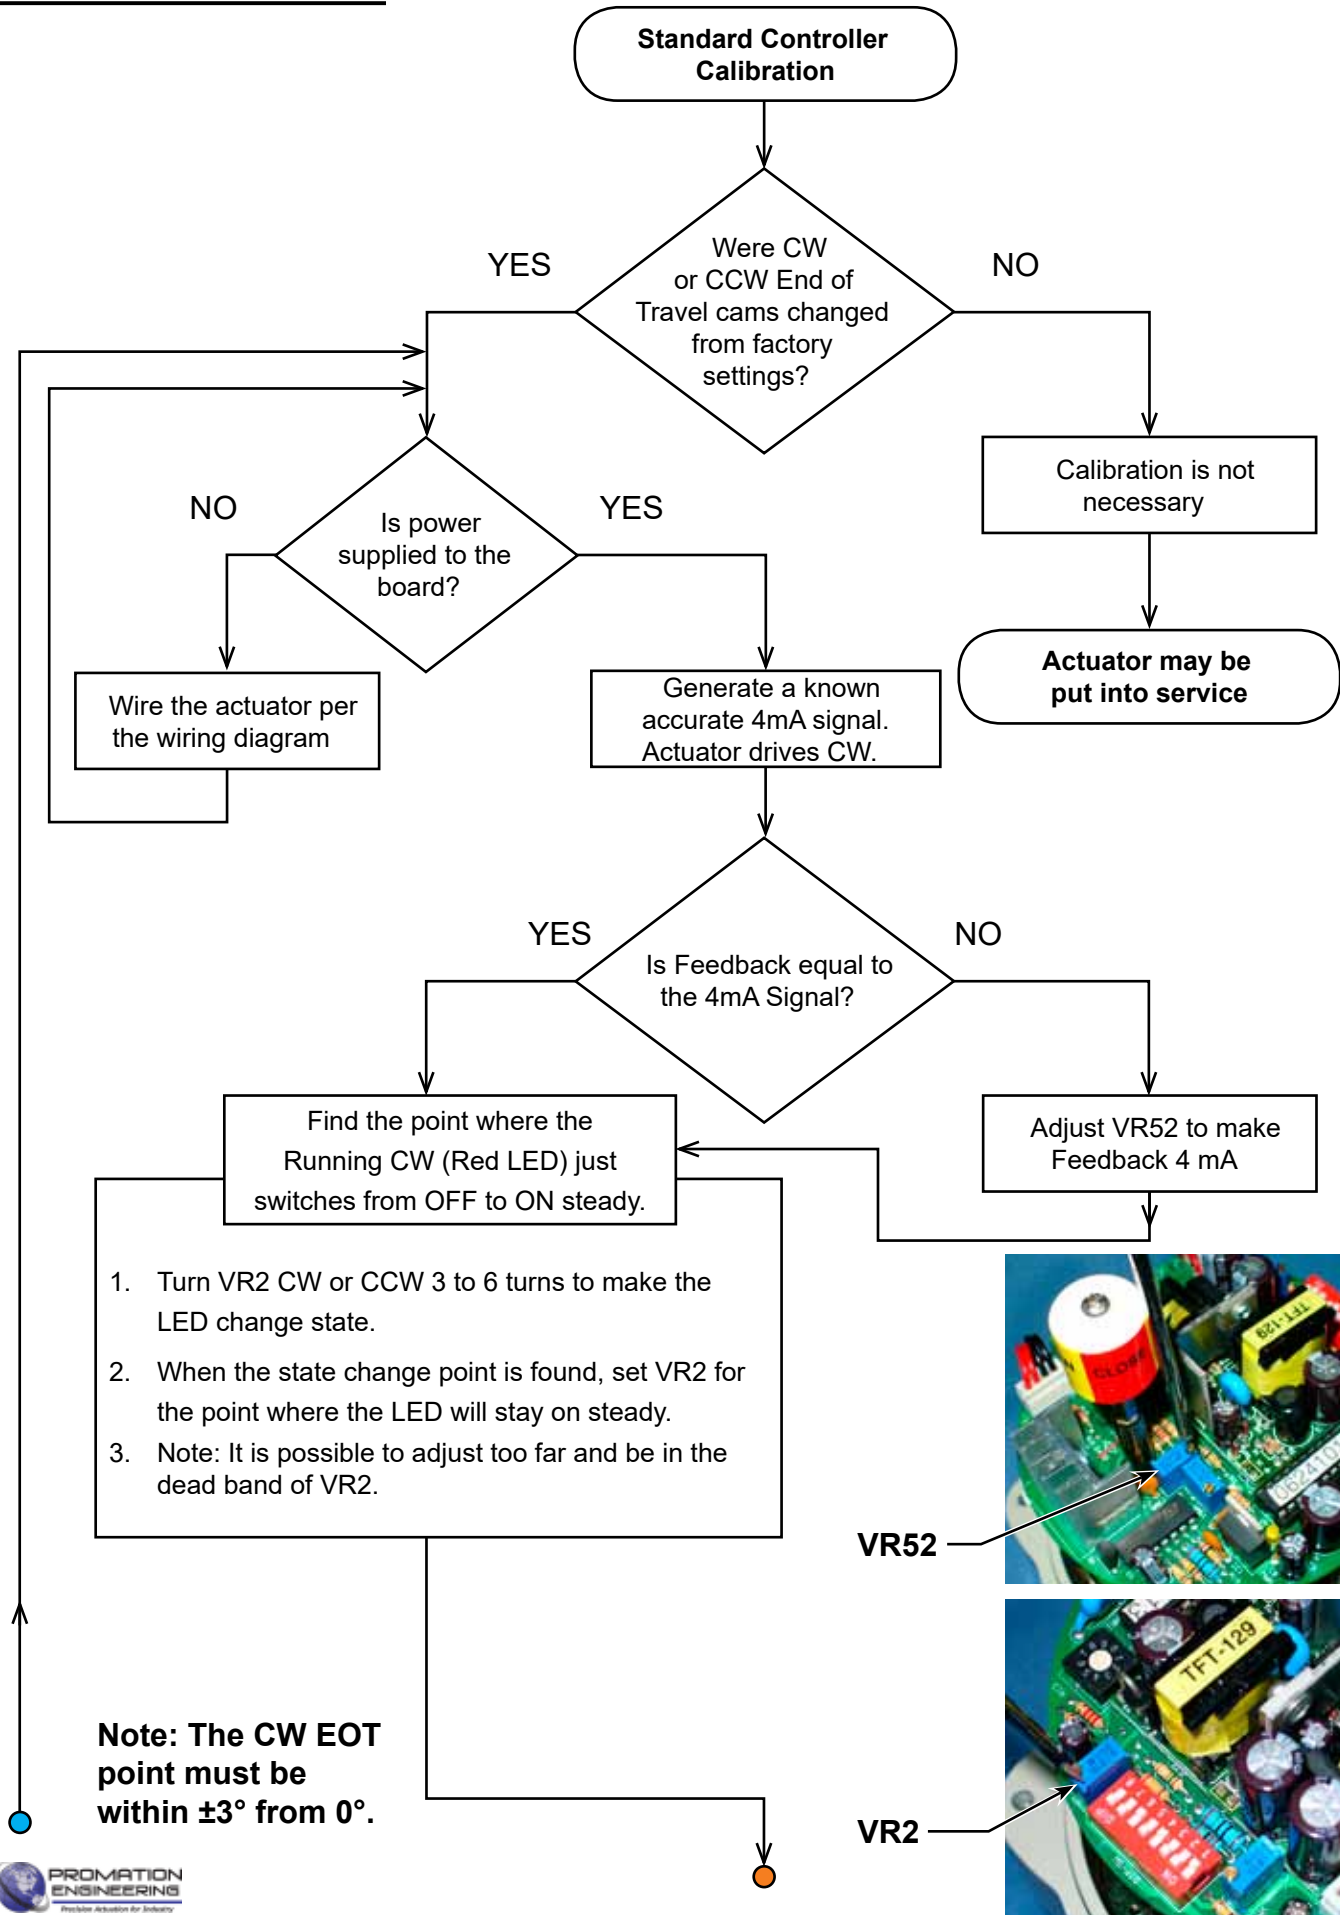 Standard Controller
Calibration
Were CW
or CCW End of
Travel cams changed
from factory
settings?
YES
NO
Calibration is not
necessary
Actuator may be
put into service
Is power
supplied to the
board?
NO
YES
Wire the actuator per
the wiring diagram
Generate a known
accurate 4mA signal.
Actuator drives CW.
Is Feedback equal to
the 4mA Signal?
YES
NO
Adjust VR52 to make
Feedback 4 mA
Find the point where the
Running CW (Red LED) just
switches from OFF to ON steady.
1. Turn VR2 CW or CCW 3 to 6 turns to make the
LED change state.
2. When the state change point is found, set VR2 for
the point where the LED will stay on steady.
3. Note: It is possible to adjust too far and be in the
dead band of VR2.
CLOSE
TFT-129
VR52
TFT-129
VR2
Note: The CW EOT
point must be
within ±3° from 0°.
PROMATION
ENGINEERING
Precision Actuation for Industry